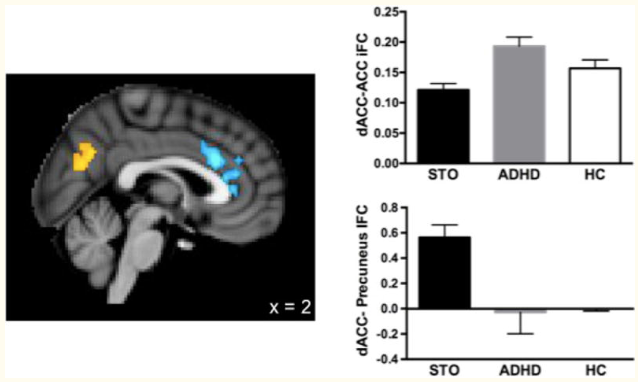 x = 2
dACC-ACC iFC
0.25
0.20
0.15
0.10
0.05
0.00
STO ADHD HC
dACC- Precuneus IFC
0.8
0.6
0.4
0.2
0.0
-0.2
-0.4
STO ADHD HC